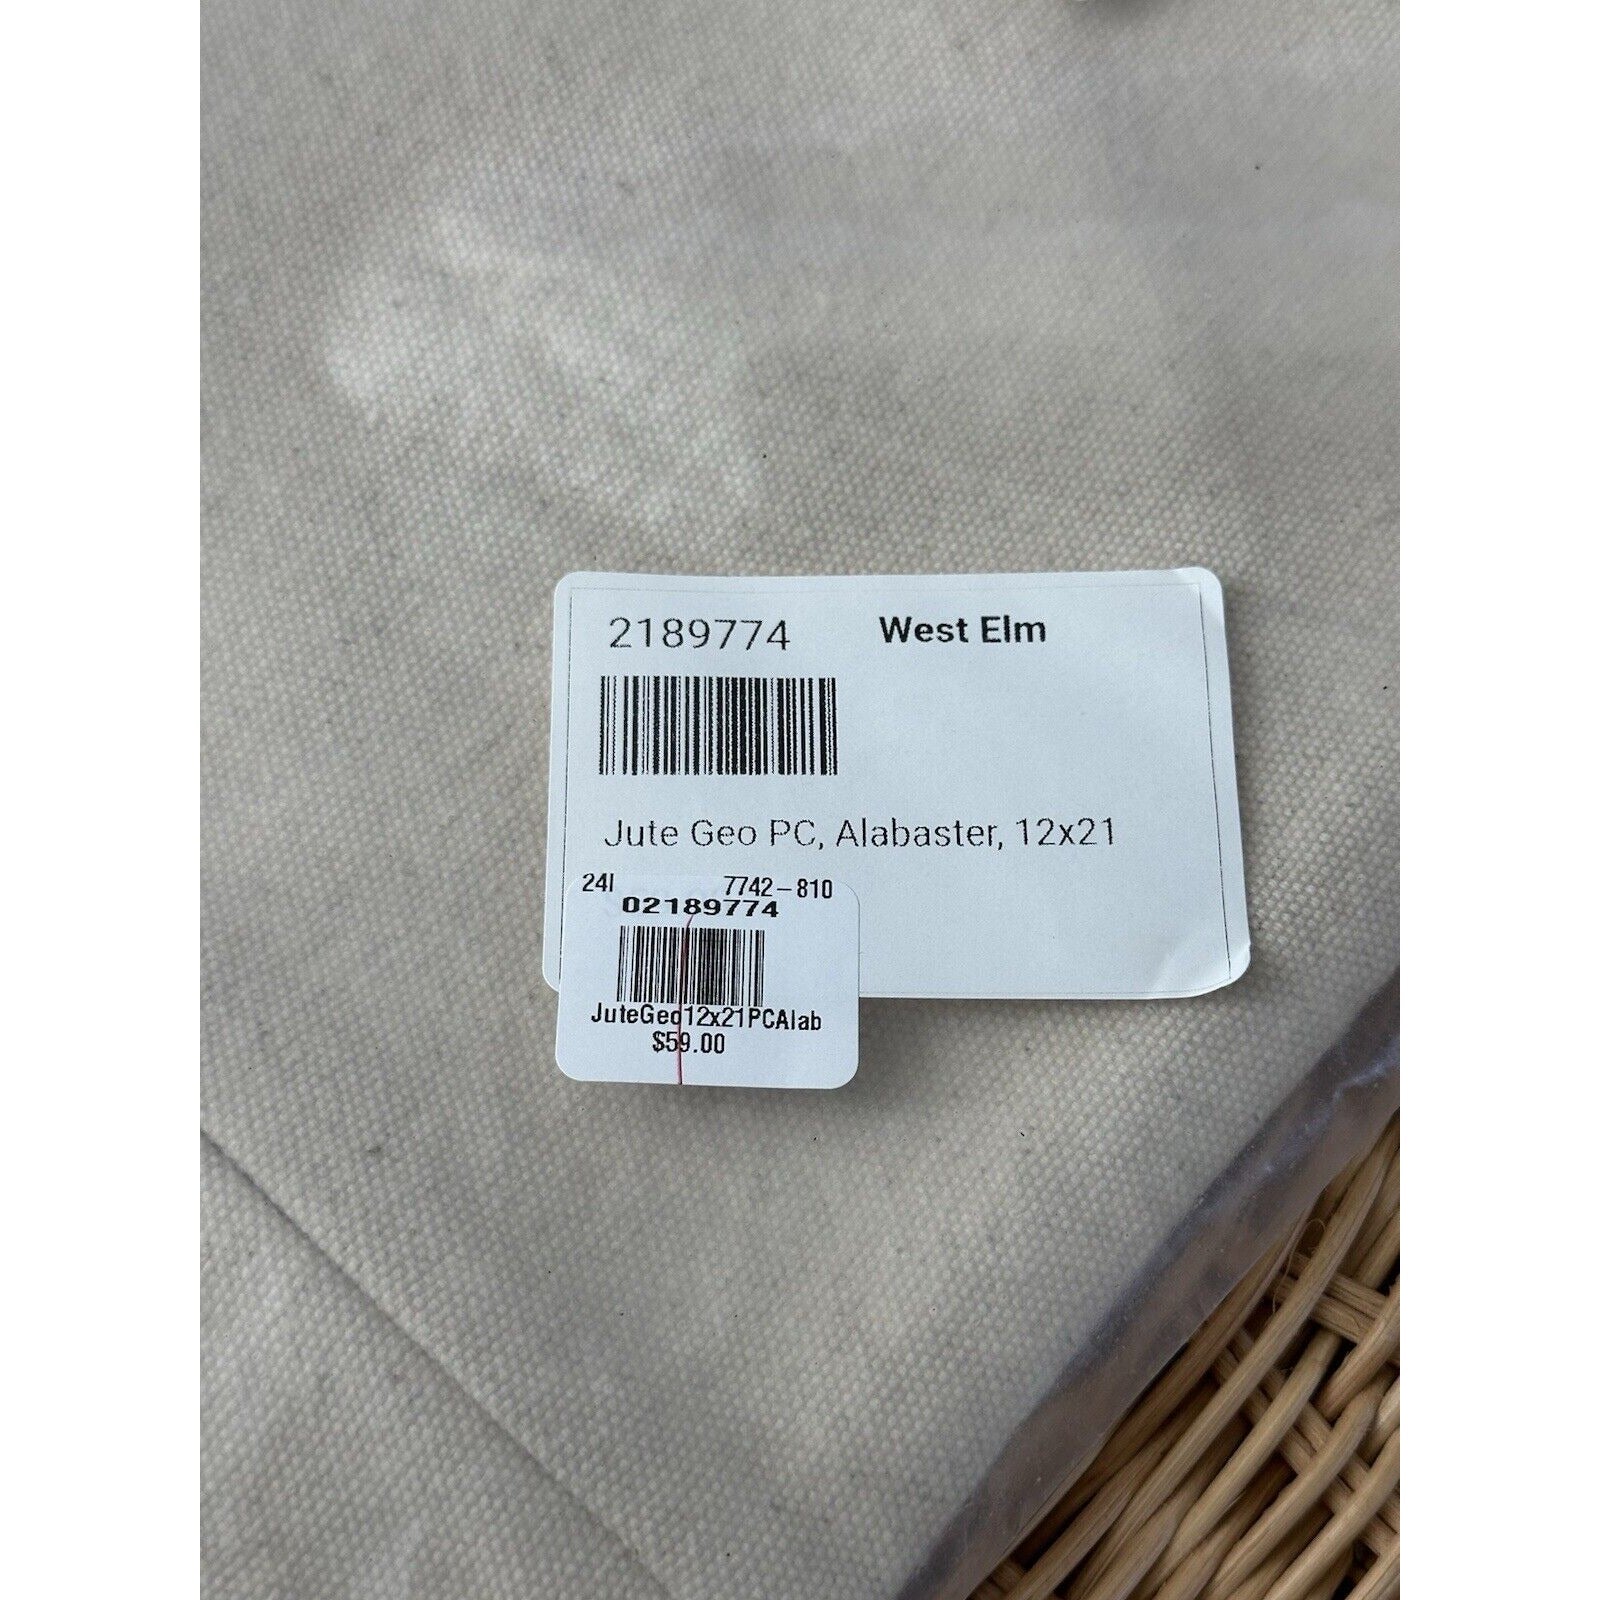 2189774 West Elm
Jute Geo PC, Alabaster, 12x21
24I 7742-810
02189774
JuteGeo12x21PCAlab
$59.00